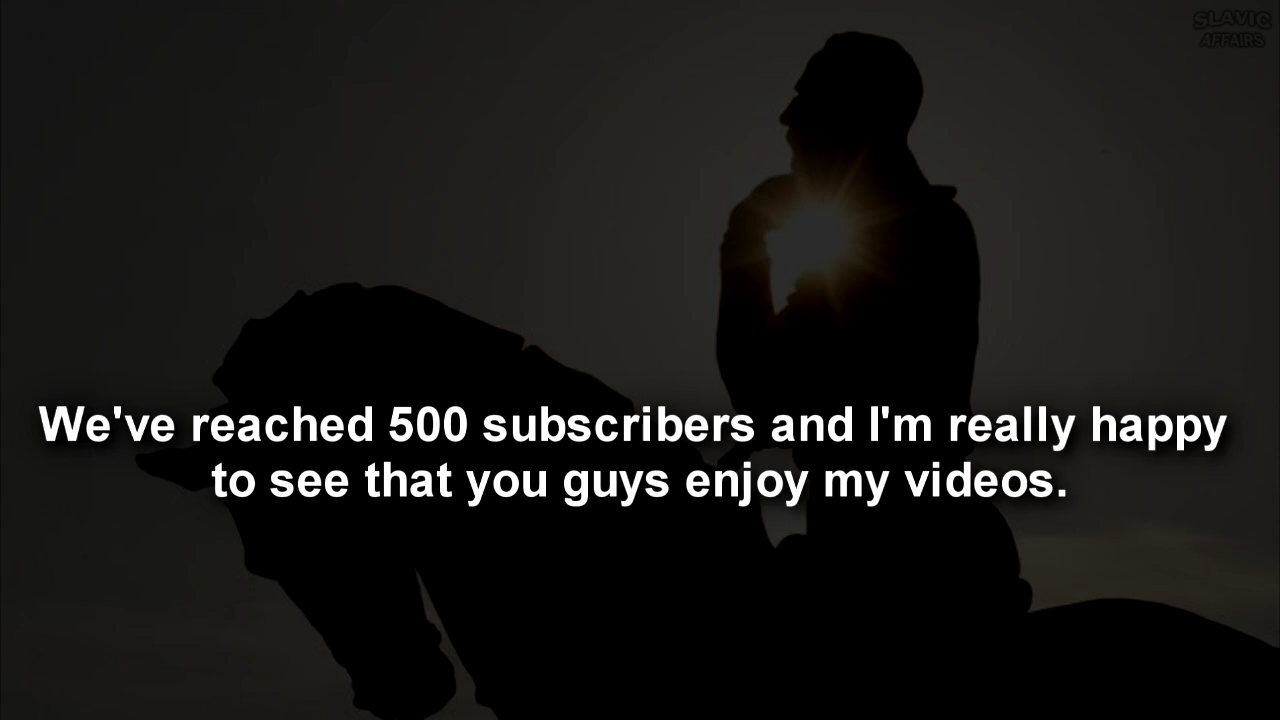 SLAVIC
AFFAIRS
We've reached 500 subscribers and I'm really happy
to see that you guys enjoy my videos.